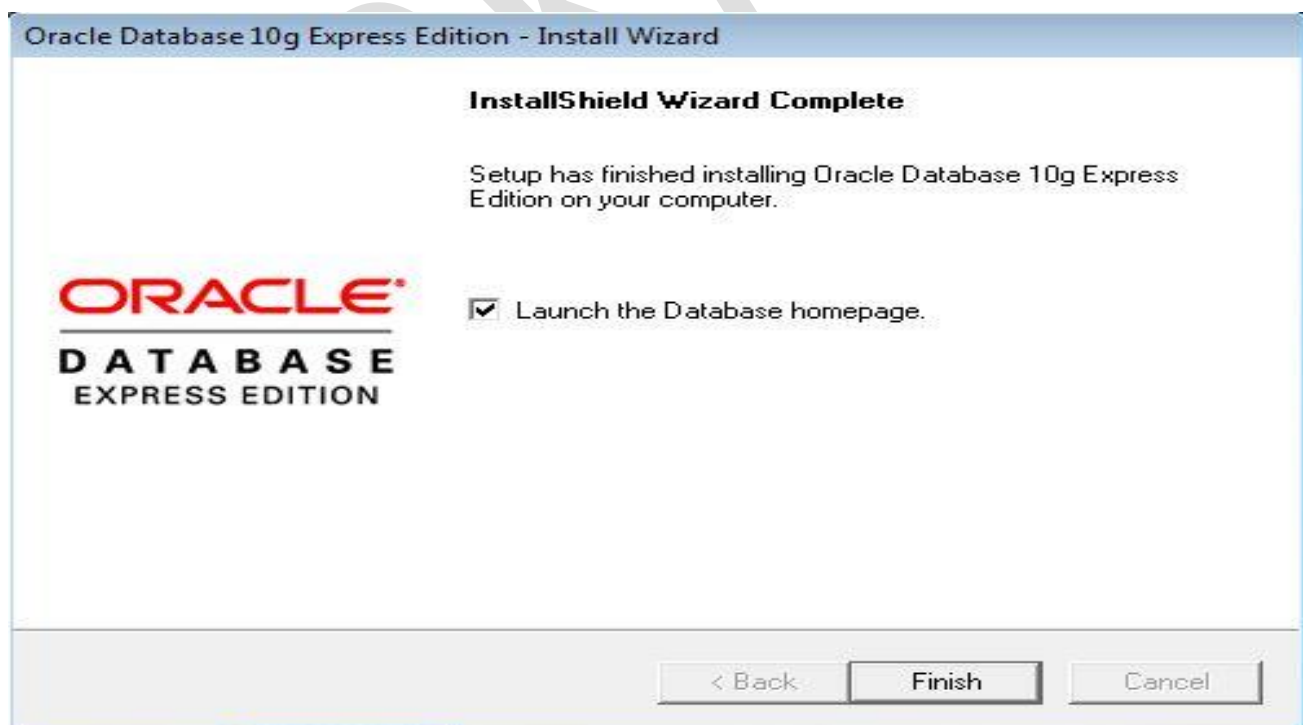 Oracle Database 10g Express Edition - Install Wizard
InstallShield Wizard Complete
Setup has finished installing Oracle Database 10g Express
Edition on your computer.
ORACLE
DATABASE
EXPRESS EDITION
Launch the Database homepage.
< Back
Finish
Cancel